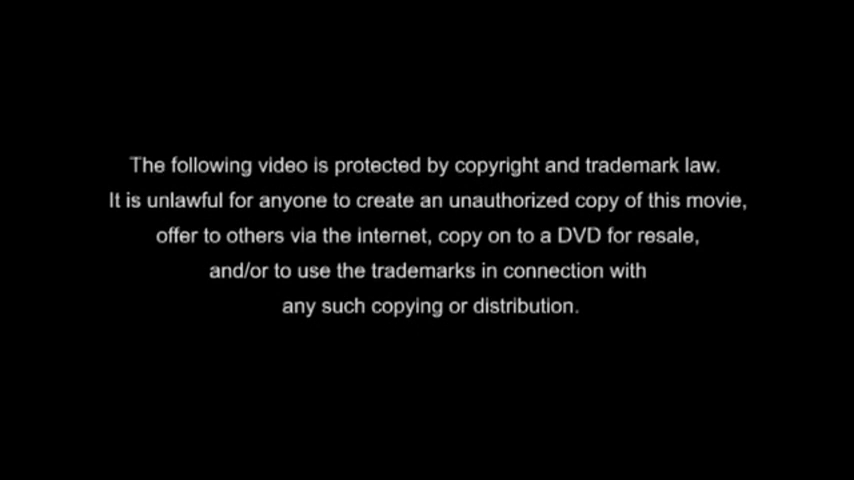 The following video is protected by copyright and trademark law.
It is unlawful for anyone to create an unauthorized copy of this movie,
offer to others via the internet, copy on to a DVD for resale,
and/or to use the trademarks in connection with
any such copying or distribution.